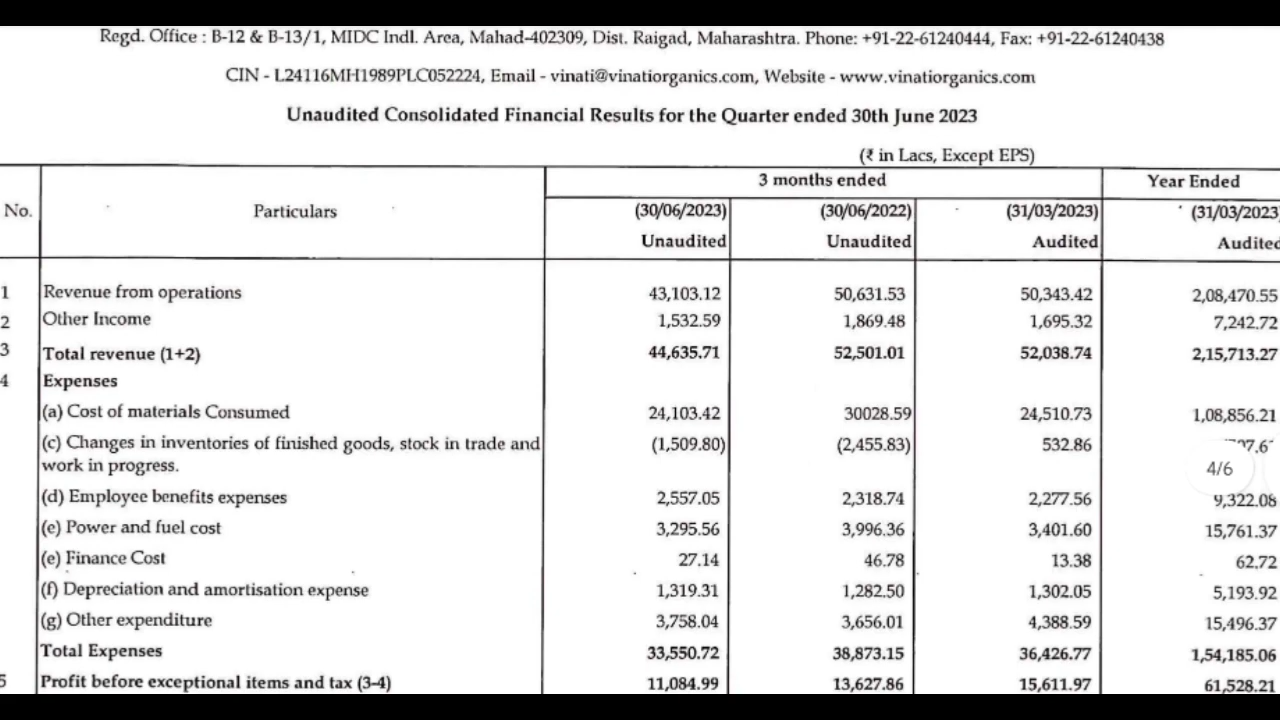 Regd. Office : B-12 & B-13/1, MIDC Indl. Area, Mahad-402309, Dist. Raigad, Maharashtra. Phone: +91-22-61240444, Fax: +91-22-61240438
CIN - L24116MH1989PLC052224, Email - vinati@vinatiorganics.com, Website - www.vinatiorganics.com
Unaudited Consolidated Financial Results for the Quarter ended 30th June 2023
(₹ in Lacs, Except EPS)
3 months ended Year Ended
No. Particulars (30/06/2023) (30/06/2022) (31/03/2023) (31/03/2023
Unaudited Unaudited Audited Audited
1 Revenue from operations 43,103.12 50,631.53 50,343.42 2,08,470.55
2 Other Income 1,532.59 1,869.48 1,695.32 7,242.72
3 Total revenue (1+2) 44,635.71 52,501.01 52,038.74 2,15,713.27
4 Expenses
(a) Cost of materials Consumed 24,103.42 30028.59 24,510.73 1,08,856.21
(c) Changes in inventories of finished goods, stock in trade and (1,509.80) (2,455.83) 532.86
work in progress.
4/6
(d) Employee benefits expenses 2,557.05 2,318.74 2,277.56 9,322.08
(e) Power and fuel cost 3,295.56 3,996.36 3,401.60 15,761.37
(e) Finance Cost 27.14 46.78 13.38 62.72
(f) Depreciation and amortisation expense 1,319.31 1,282.50 1,302.05 5,193.92
(g) Other expenditure 3,758.04 3,656.01 4,388.59 15,496.37
Total Expenses 33,550.72 38,873.15 36,426.77 1,54,185.06
5 Profit before exceptional items and tax (3-4) 11,084.99 13,627.86 15,611.97 61,528.21